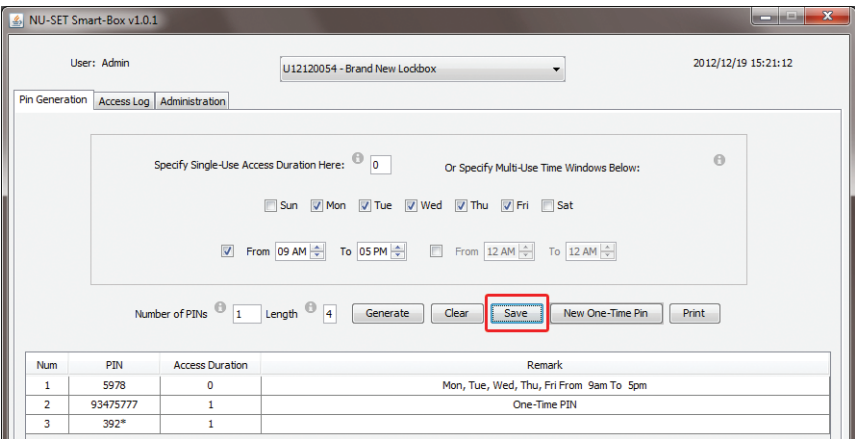 NU-SET Smart-Box v1.0.1
User: Admin
U12120054 - Brand New Lockbox
2012/12/19 15:21:12
Pin Generation Access Log Administration
Specify Single-Use Access Duration Here: 0 Or Specify Multi-Use Time Windows Below:
Sun Mon Tue Wed Thu Fri Sat
From 09 AM To 05 PM From 12 AM To 12 AM
Number of PINs 1 Length 4 Generate Clear Save New One-Time Pin Print
Num PIN Access Duration Remark
1 5978 0 Mon, Tue, Wed, Thu, Fri From 9am To 5pm
2 93475777 1 One-Time PIN
3 392* 1